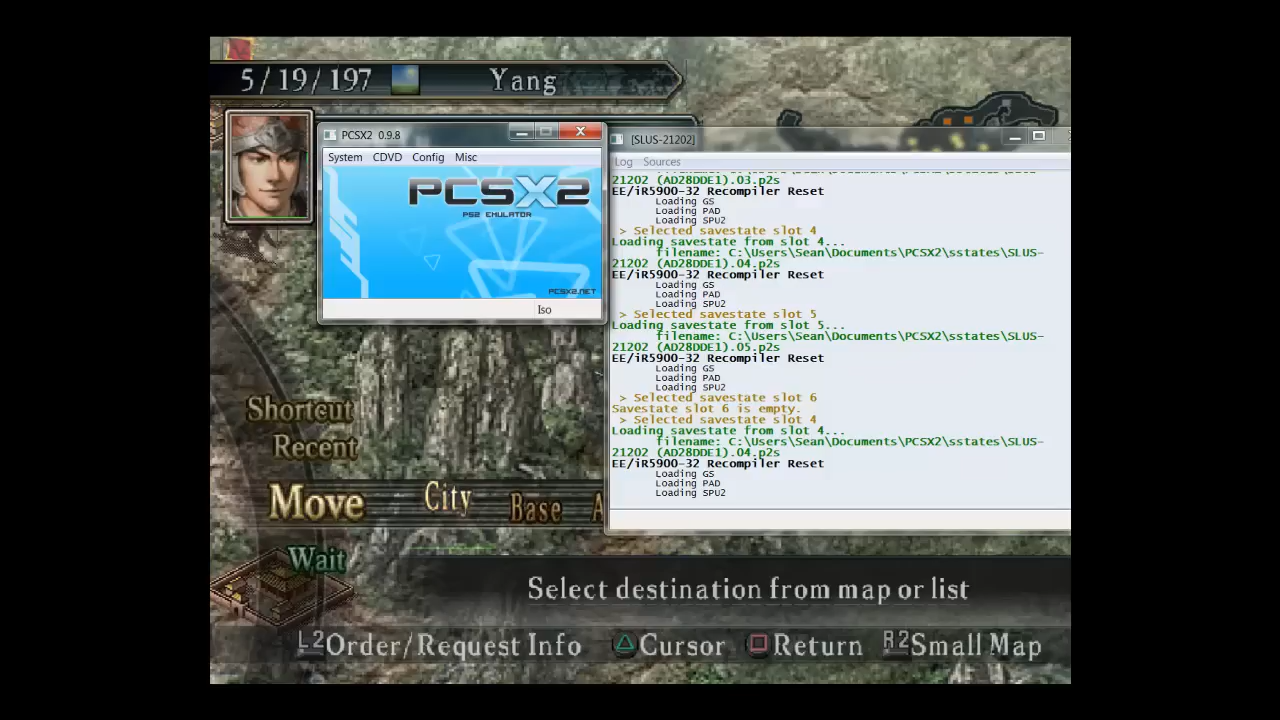 5/19/197 Yang
PCSX2 0.9.8
System CDVD Config Misc
PCSX2
PS2 EMULATOR
PCSX2.NET
Iso
[SLUS-21202]
Log Sources
21202 (AD28DDE1).03.p2s
EE/iR5900-32 Recompiler Reset
Loading GS
Loading PAD
Loading SPU2
> Selected savestate slot 4
Loading savestate from slot 4...
filename: C:\Users\Sean\Documents\PCSX2\sstates\SLUS-
21202 (AD28DDE1).04.p2s
EE/iR5900-32 Recompiler Reset
Loading GS
Loading PAD
Loading SPU2
> Selected savestate slot 5
Loading savestate from slot 5...
filename: C:\Users\Sean\Documents\PCSX2\sstates\SLUS-
21202 (AD28DDE1).05.p2s
EE/iR5900-32 Recompiler Reset
Loading GS
Loading PAD
Loading SPU2
> Selected savestate slot 6
Savestate slot 6 is empty.
> Selected savestate slot 4
Loading savestate from slot 4...
filename: C:\Users\Sean\Documents\PCSX2\sstates\SLUS-
21202 (AD28DDE1).04.p2s
EE/iR5900-32 Recompiler Reset
Loading GS
Loading PAD
Loading SPU2
Shortcut
Recent
Move City Base
Wait
Select destination from map or list
L2 Order/Request Info Cursor Return R2 Small Map